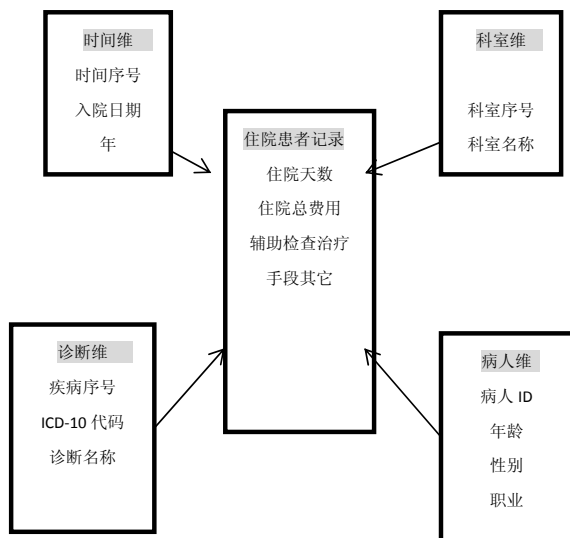 时间维
时间序号
入院日期
年
科室维
科室序号
科室名称
住院患者记录
住院天数
住院总费用
辅助检查治疗
手段其它
诊断维
疾病序号
ICD-10 代码
诊断名称
病人维
病人 ID
年龄
性别
职业